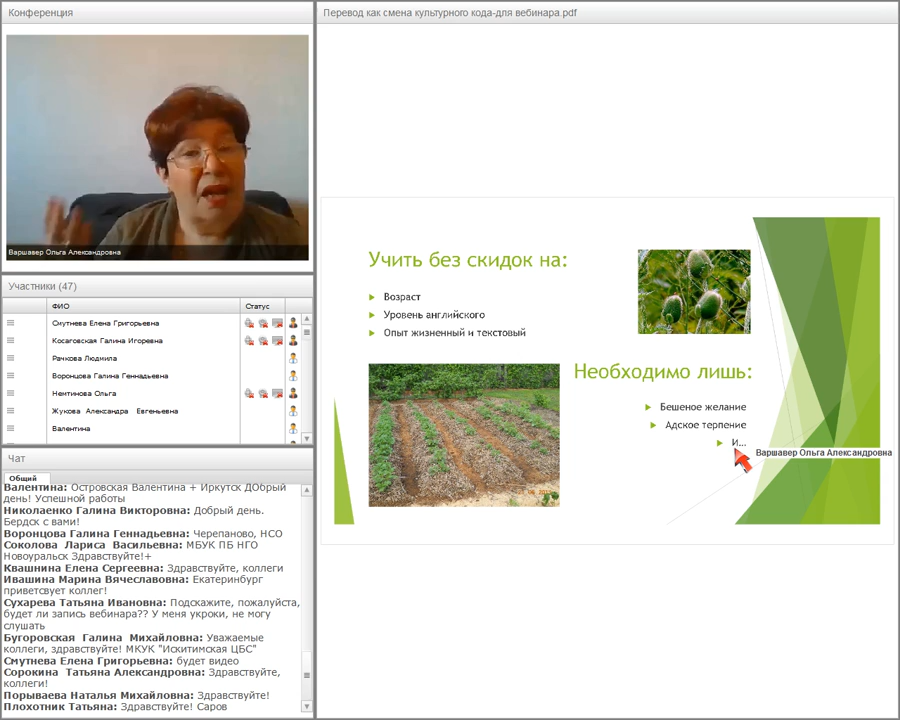 Конференция
Варшавер Ольга Александровна
Участники (47)
ФИО
Статус
Смутнева Елена Григорьевна
Косаговская Галина Игоревна
Рачкова Людмила
Воронцова Галина Геннадьевна
Немтинова Ольга
Жукова Александра Евгеньевна
Валентина
Чат
Общий
Валентина: Островская Валентина + Иркутск ДОбрый
день! Успешной работы
Николаенко Галина Викторовна: Добрый день.
Бердск с вами!
Воронцова Галина Геннадьевна: Черепаново, НСО
Соколова Лариса Васильевна: МБУК ПБ НГО
Новоуральск Здравствуйте!+
Квашнина Елена Сергеевна: Здравствуйте, коллеги
Ивашина Марина Вячеславовна: Екатеринбург
приветсвует коллег!
Сухарева Татьяна Ивановна: Подскажите, пожалуйста,
будет ли запись вебинара?? У меня укроки, не могу
слушать
Бугоровская Галина Михайловна: Уважаемые
коллеги, здравствуйте! МКУК "Искитимская ЦБС"
Смутнева Елена Григорьевна: будет видео
Сорокина Татьяна Александровна: Здравствуйте,
коллеги!
Порываева Наталья Михайловна: Здравствуйте!
Плохотник Татьяна: Здравствуйте! Саров
Перевод как смена культурного кода-для вебинара.pdf
Учить без скидок на:
Возраст
Уровень английского
Опыт жизненный и текстовый
Необходимо лишь:
Бешеное желание
Адское терпение
И...
Варшавер Ольга Александровна